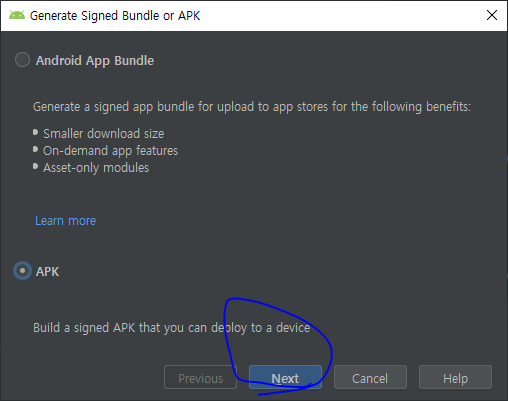 Generate Signed Bundle or APK
Android App Bundle
Generate a signed app bundle for upload to app stores for the following benefits:
Smaller download size
On-demand app features
Asset-only modules
Learn more
APK
Build a signed APK that you can deploy to a device
Previous Next Cancel Help